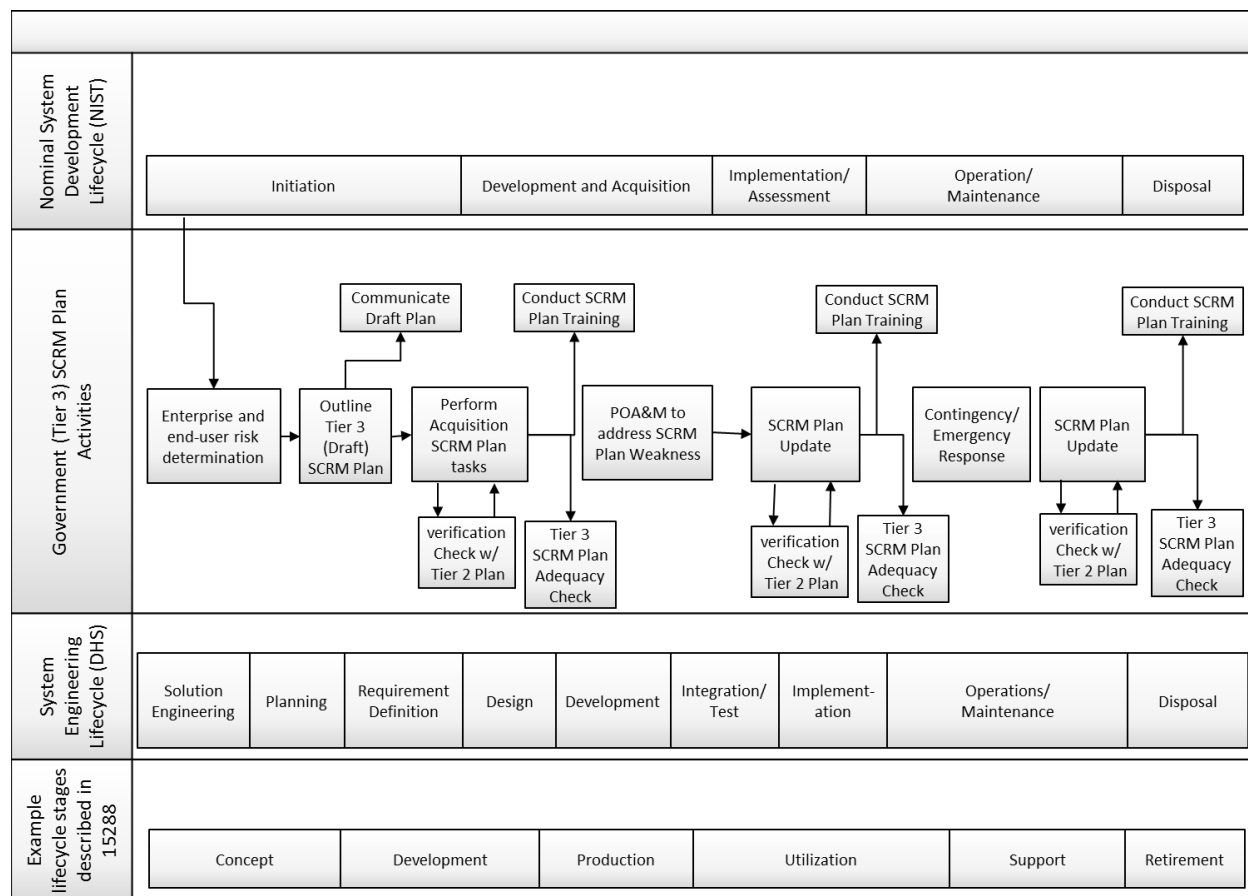 Nominal System
Development
Lifecycle (NIST)
Initiation
Development and Acquisition
Implementation/
Assessment
Operation/
Maintenance
Disposal
Government (Tier 3) SCRM Plan
Activities
Communicate
Draft Plan
Conduct SCRM
Plan Training
Conduct SCRM
Plan Training
Conduct SCRM
Plan Training
Enterprise and
end-user risk
determination
Outline
Tier 3
(Draft)
SCRM Plan
Perform
Acquisition
SCRM Plan
tasks
POA&M to
address SCRM
Plan Weakness
SCRM Plan
Update
Contingency/
Emergency
Response
SCRM Plan
Update
verification
Check w/
Tier 2 Plan
Tier 3
SCRM Plan
Adequacy
Check
verification
Check w/
Tier 2 Plan
Tier 3
SCRM Plan
Adequacy
Check
verification
Check w/
Tier 2 Plan
Tier 3
SCRM Plan
Adequacy
Check
System
Engineering
Lifecycle (DHS)
Solution
Engineering
Planning
Requirement
Definition
Design
Development
Integration/
Test
Implement-
ation
Operations/
Maintenance
Disposal
Example
lifecycle stages
described in
15288
Concept
Development
Production
Utilization
Support
Retirement